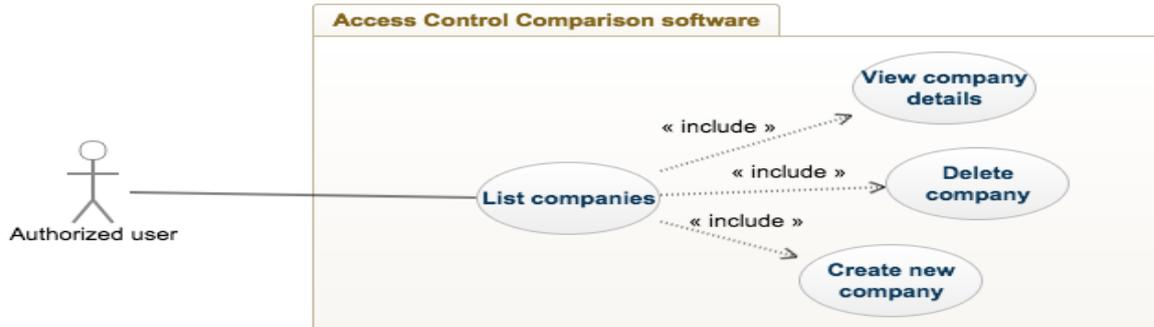 Access Control Comparison software
View company
details
« include »
« include »
Delete
company
List companies
« include »
Authorized user
Create new
company